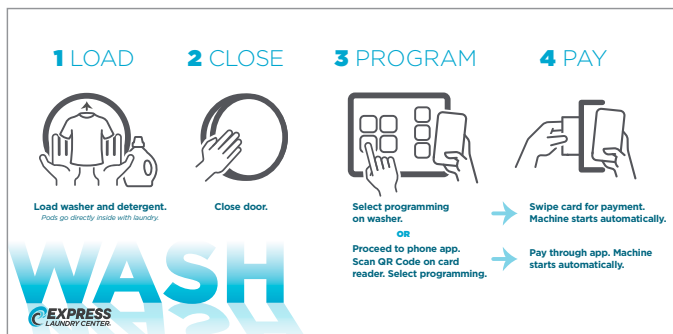 1 LOAD
2 CLOSE
3 PROGRAM
4 PAY
Load washer and detergent.
Pods go directly inside with laundry.
Close door.
Select programming
on washer.
OR
Proceed to phone app.
Scan QR Code on card
reader. Select programming.
Swipe card for payment.
Machine starts automatically.
Pay through app. Machine
starts automatically.
WASH
EXPRESS
LAUNDRY CENTER